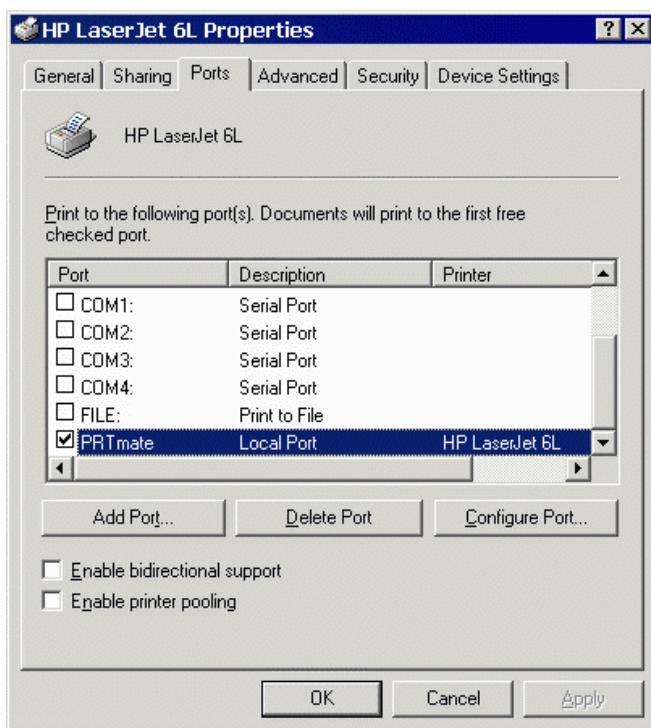 HP LaserJet 6L Properties
General Sharing Ports Advanced Security Device Settings
HP LaserJet 6L
Print to the following port(s). Documents will print to the first free
checked port.
Port Description Printer
COM1: Serial Port
COM2: Serial Port
COM3: Serial Port
COM4: Serial Port
FILE: Print to File
PRTmate Local Port HP LaserJet 6L
Add Port... Delete Port Configure Port...
Enable bidirectional support
Enable printer pooling
OK Cancel Apply